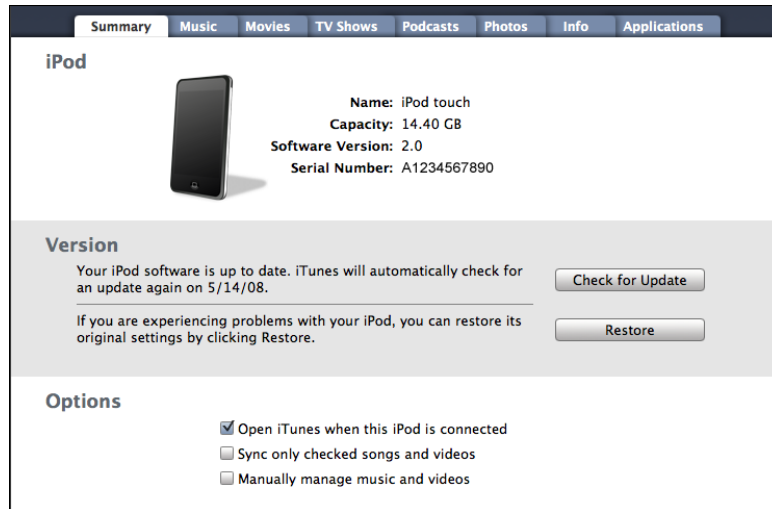 Summary Music Movies TV Shows Podcasts Photos Info Applications
iPod
Name: iPod touch
Capacity: 14.40 GB
Software Version: 2.0
Serial Number: A1234567890
Version
Your iPod software is up to date. iTunes will automatically check for
an update again on 5/14/08.
Check for Update
If you are experiencing problems with your iPod, you can restore its
original settings by clicking Restore.
Restore
Options
Open iTunes when this iPod is connected
Sync only checked songs and videos
Manually manage music and videos